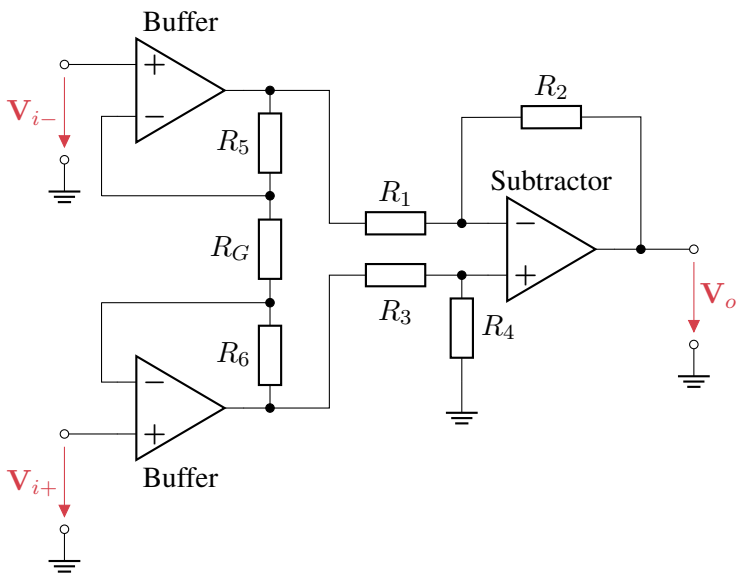 Buffer
+
−
V_{i−}
R_5
R_2
Subtractor
R_1
−
+
R_G
R_3
R_4
V_o
R_6
−
+
Buffer
V_{i+}